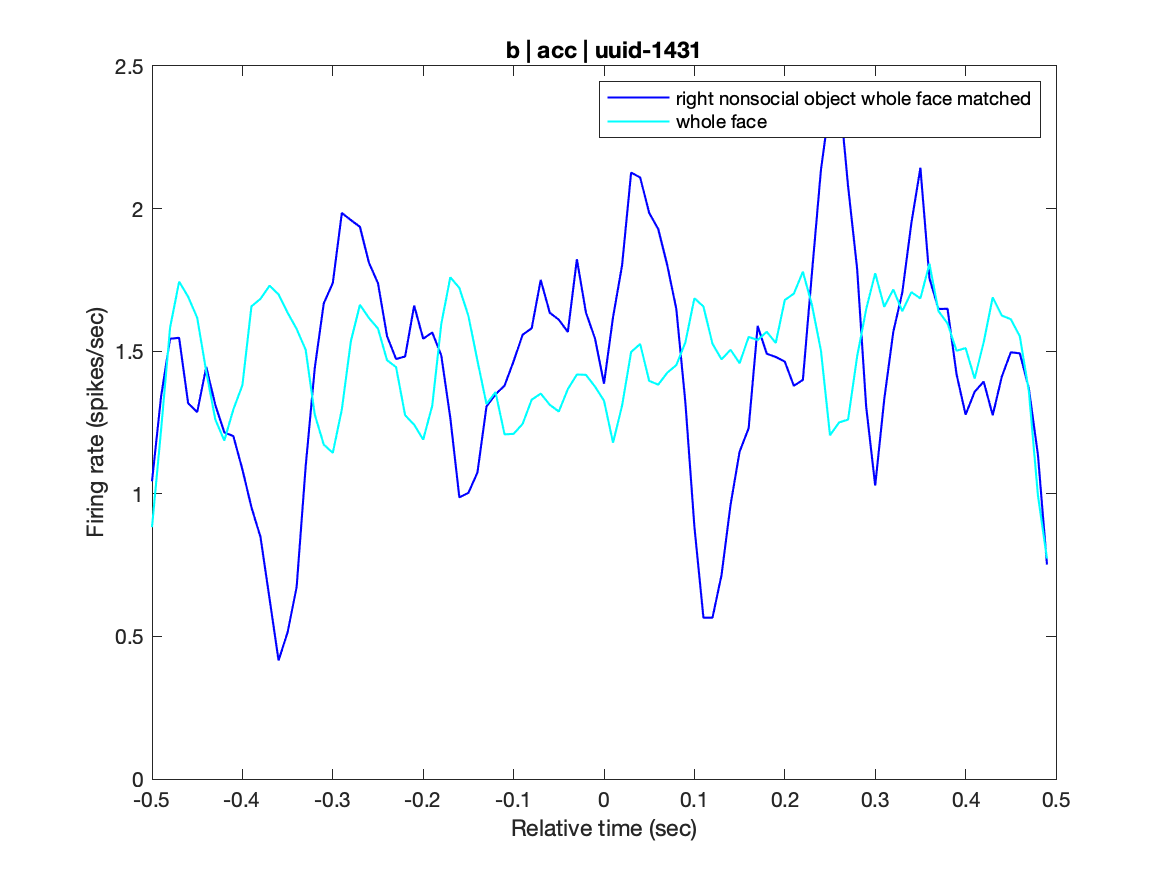 b | acc | uuid-1431
right nonsocial object whole face matched
whole face
2.5
2
1.5
1
0.5
0
Firing rate (spikes/sec)
-0.5 -0.4 -0.3 -0.2 -0.1 0 0.1 0.2 0.3 0.4 0.5
Relative time (sec)